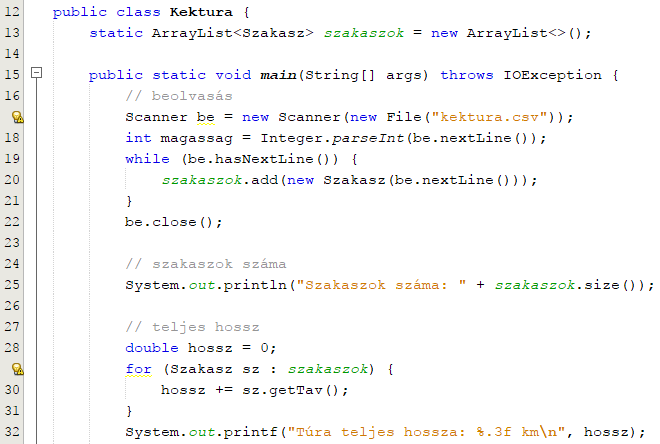 12 public class Kektura {
13 static ArrayList<Szakasz> szakaszok = new ArrayList<>();
14
15 public static void main(String[] args) throws IOException {
16 // beolvasás
Scanner be = new Scanner(new File("kektura.csv"));
18 int magassag = Integer.parseInt(be.nextLine());
19 while (be.hasNextLine()) {
20 szakaszok.add(new Szakasz(be.nextLine()));
21 }
22 be.close();
23
24 // szakaszok száma
25 System.out.println("Szakaszok száma: " + szakaszok.size());
26
27 // teljes hossz
28 double hossz = 0;
for (Szakasz sz : szakaszok) {
30 hossz += sz.getTav();
31 }
32 System.out.printf("Túra teljes hossza: %.3f km\n", hossz);